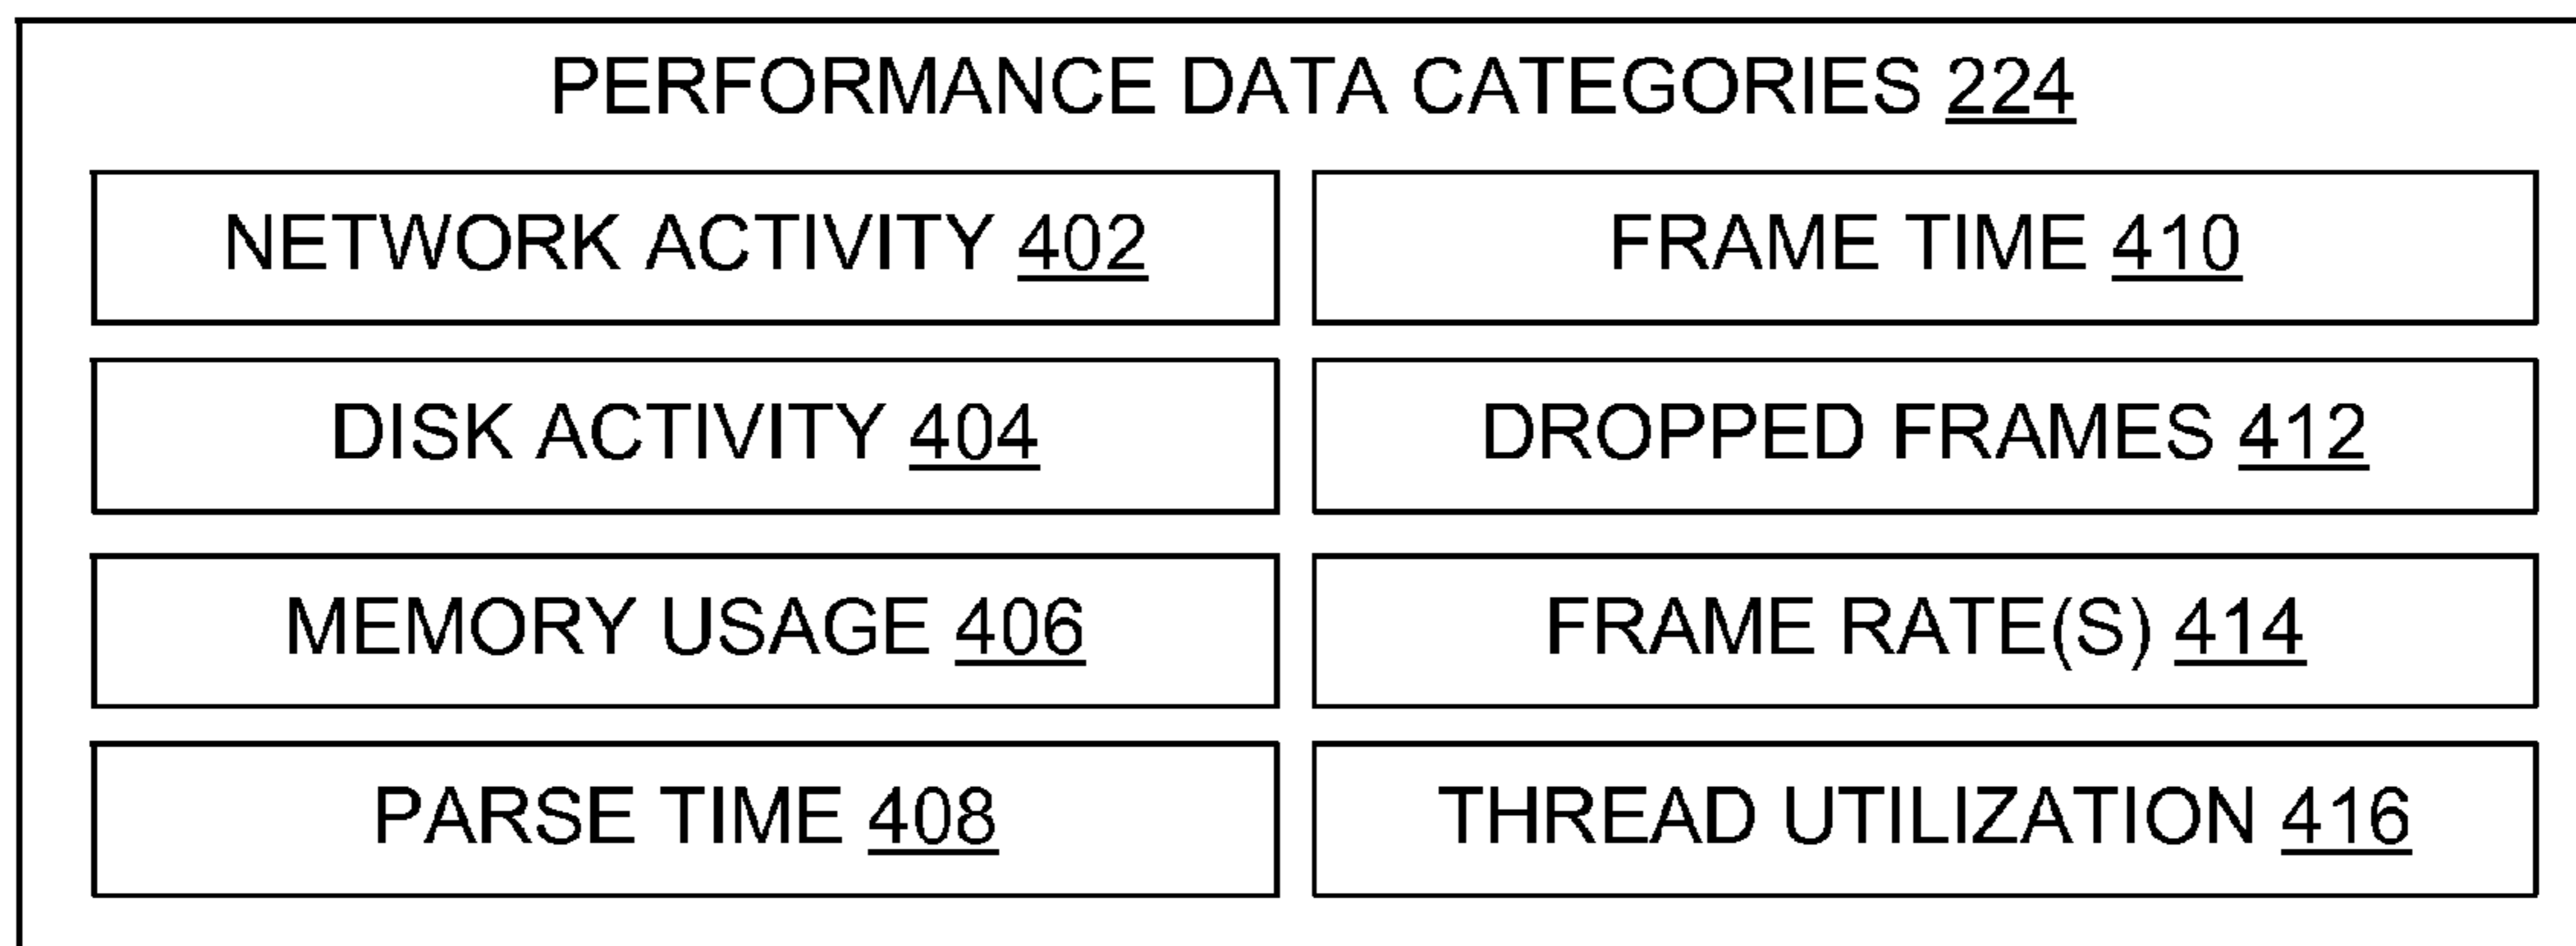 PERFORMANCE DATA CATEGORIES 224
NETWORK ACTIVITY 402
FRAME TIME 410
DISK ACTIVITY 404
DROPPED FRAMES 412
MEMORY USAGE 406
FRAME RATE(S) 414
PARSE TIME 408
THREAD UTILIZATION 416